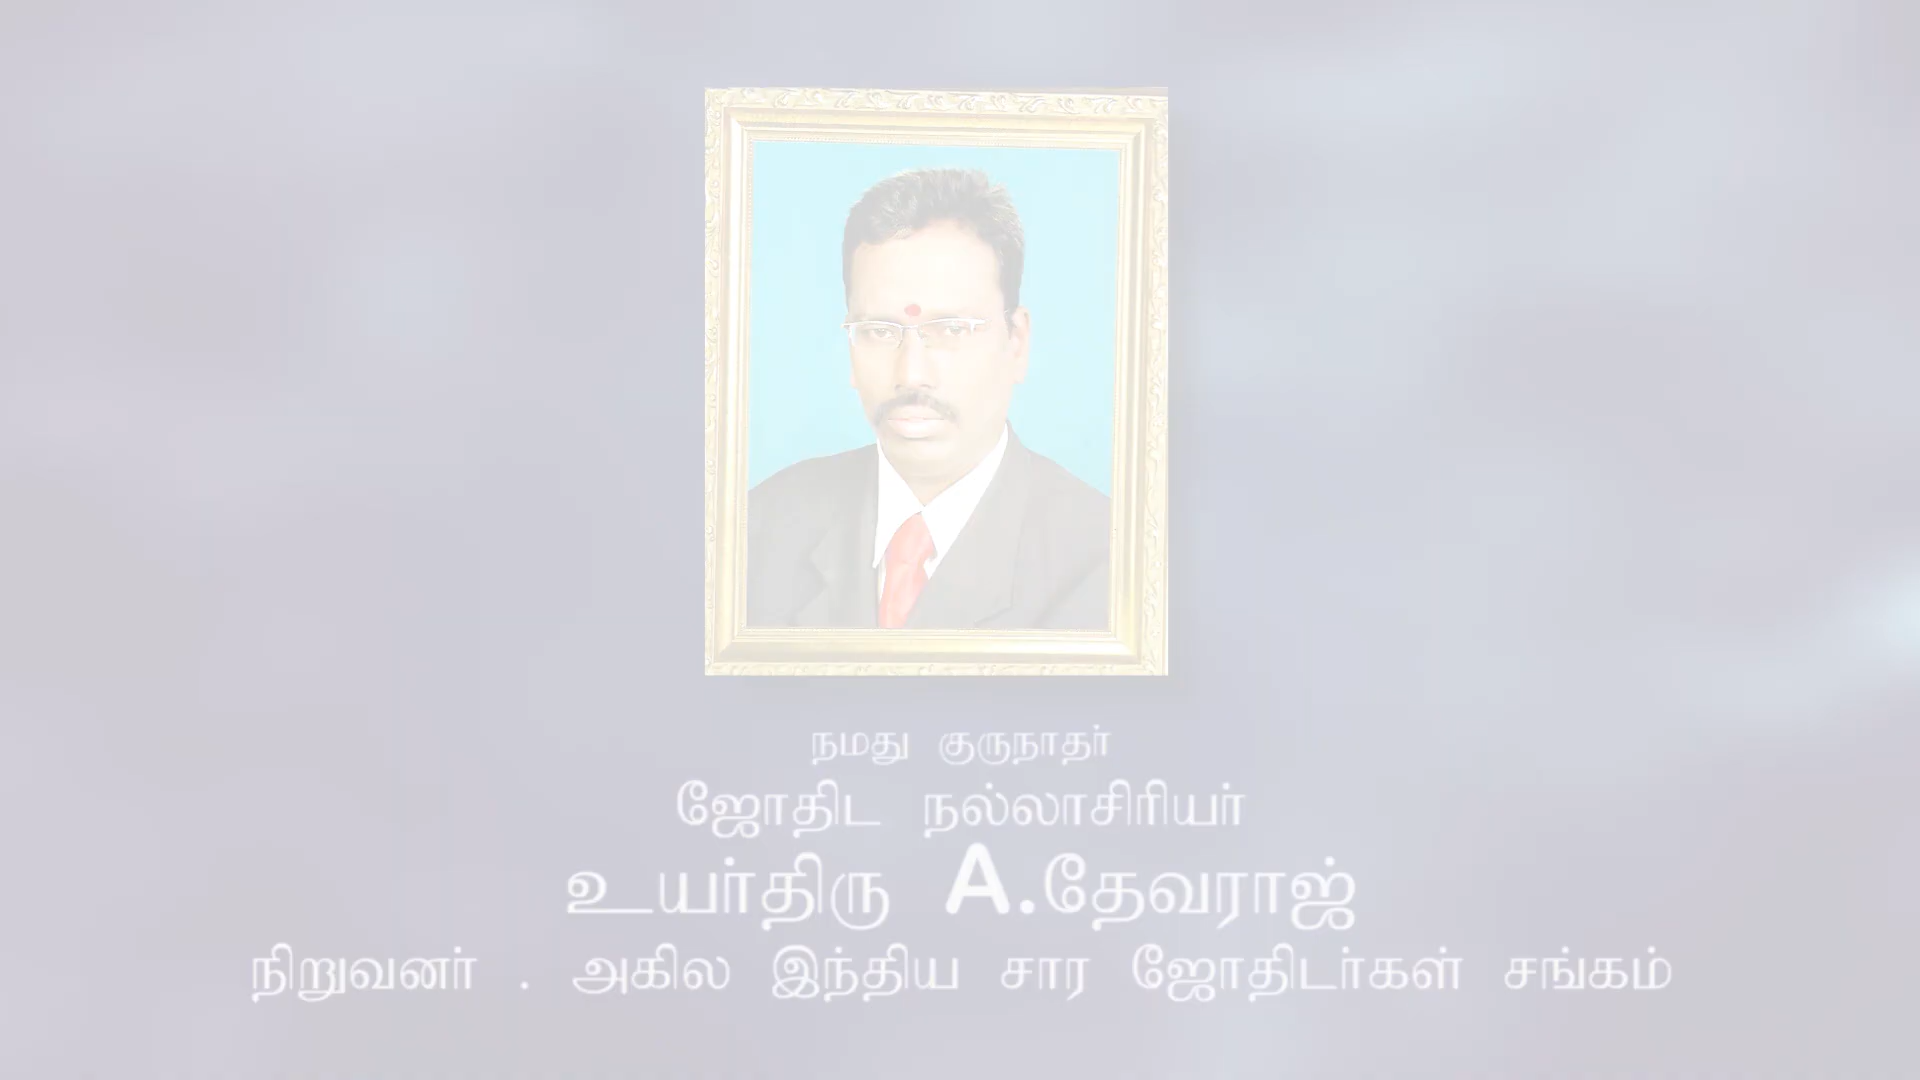 நமது குருநாதர்
ஜோதிட நல்லாசிரியர்
உயர்திரு A.தேவராஜ்
நிறுவனர் . அகில இந்திய சார ஜோதிடர்கள் சங்கம்